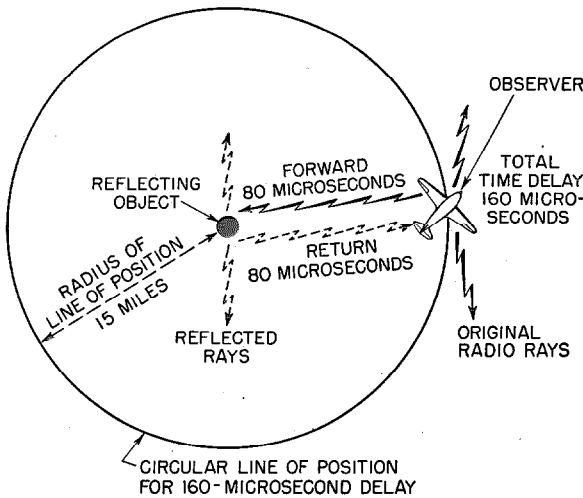 OBSERVER
FORWARD
80 MICROSECONDS
TOTAL
TIME DELAY
160 MICRO-
SECONDS
REFLECTING
OBJECT
RETURN
80 MICROSECONDS
RADIUS OF
LINE OF POSITION
15 MILES
REFLECTED
RAYS
ORIGINAL
RADIO RAYS
CIRCULAR LINE OF POSITION
FOR 160-MICROSECOND DELAY